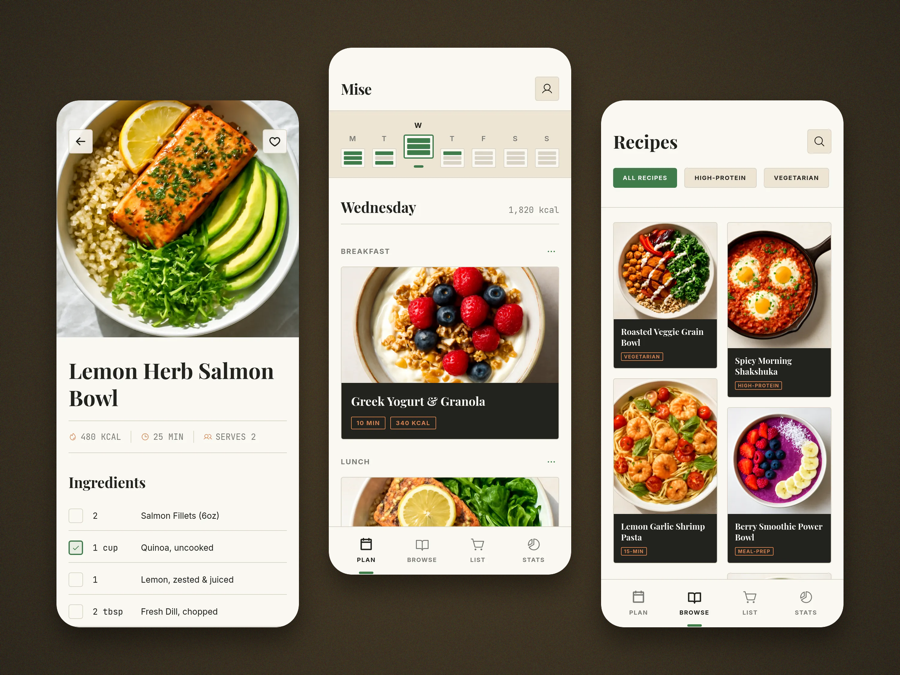 Lemon Herb Salmon
Bowl
480 KCAL
25 MIN
SERVES 2
Ingredients
2 Salmon Fillets (6oz)
1 cup Quinoa, uncooked
1 Lemon, zested & juiced
2 tbsp Fresh Dill, chopped
Mise
M T W T F S S
Wednesday
1,820 kcal
BREAKFAST
Greek Yogurt & Granola
10 MIN
340 KCAL
LUNCH
PLAN
BROWSE
LIST
STATS
Recipes
ALL RECIPES
HIGH-PROTEIN
VEGETARIAN
Roasted Veggie Grain
Bowl
VEGETARIAN
Spicy Morning
Shakshuka
HIGH-PROTEIN
Lemon Garlic Shrimp
Pasta
15-MIN
Berry Smoothie Power
Bowl
MEAL-PREP
PLAN
BROWSE
LIST
STATS